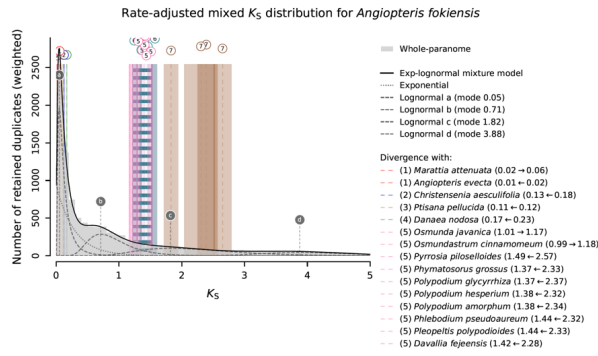 Rate-adjusted mixed KS distribution for Angiopteris fokiensis
Number of retained duplicates (weighted)
2500
2000
1500
1000
500
0
0
1
2
3
4
5
KS
a
b
c
d
5
5
5
5
7
7
7
7
Whole-paranome
Exp-lognormal mixture model
Exponential
Lognormal a (mode 0.05)
Lognormal b (mode 0.71)
Lognormal c (mode 1.82)
Lognormal d (mode 3.88)
Divergence with:
(1) Marattia attenuata (0.02→0.06)
(1) Angiopteris evecta (0.01←0.02)
(2) Christensenia aesculifolia (0.13←0.18)
(3) Ptisana pellucida (0.11←0.12)
(4) Danaea nodosa (0.17←0.23)
(5) Osmunda javanica (1.01→1.17)
(5) Osmundastrum cinnamomeum (0.99→1.18)
(5) Pyrrosia piloselloides (1.49←2.57)
(5) Phymatosorus grossus (1.37←2.33)
(5) Polypodium glycyrrhiza (1.37←2.37)
(5) Polypodium hesperium (1.38←2.32)
(5) Polypodium amorphum (1.38←2.34)
(5) Phlebodium pseudoaureum (1.44←2.32)
(5) Pleopeltis polypodioides (1.44←2.33)
(5) Davallia fejeensis (1.42←2.28)